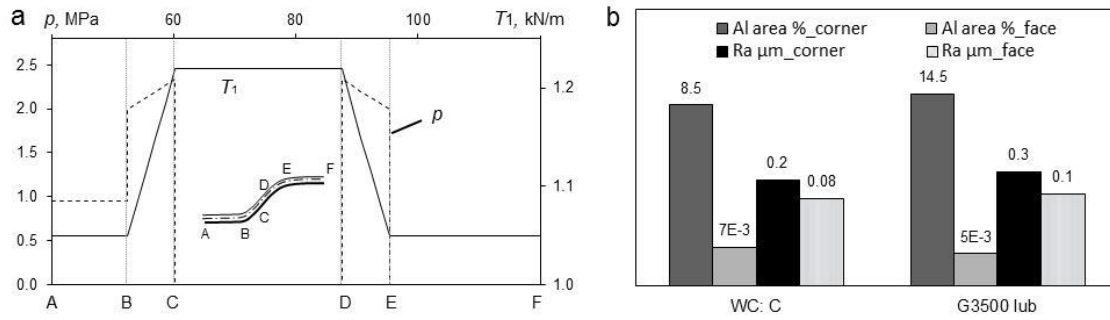 a
p, MPa 60 80 100 T1, kN/m
2.5
2.0
1.5
1.0
0.5
0.0
1.2
1.1
1.0
T1
p
A B C D E F
A B C D E F
b
Al area %_corner Al area %_face
Ra µm_corner Ra µm_face
8.5
7E-3
0.2
0.08
14.5
5E-3
0.3
0.1
WC: C G3500 lub